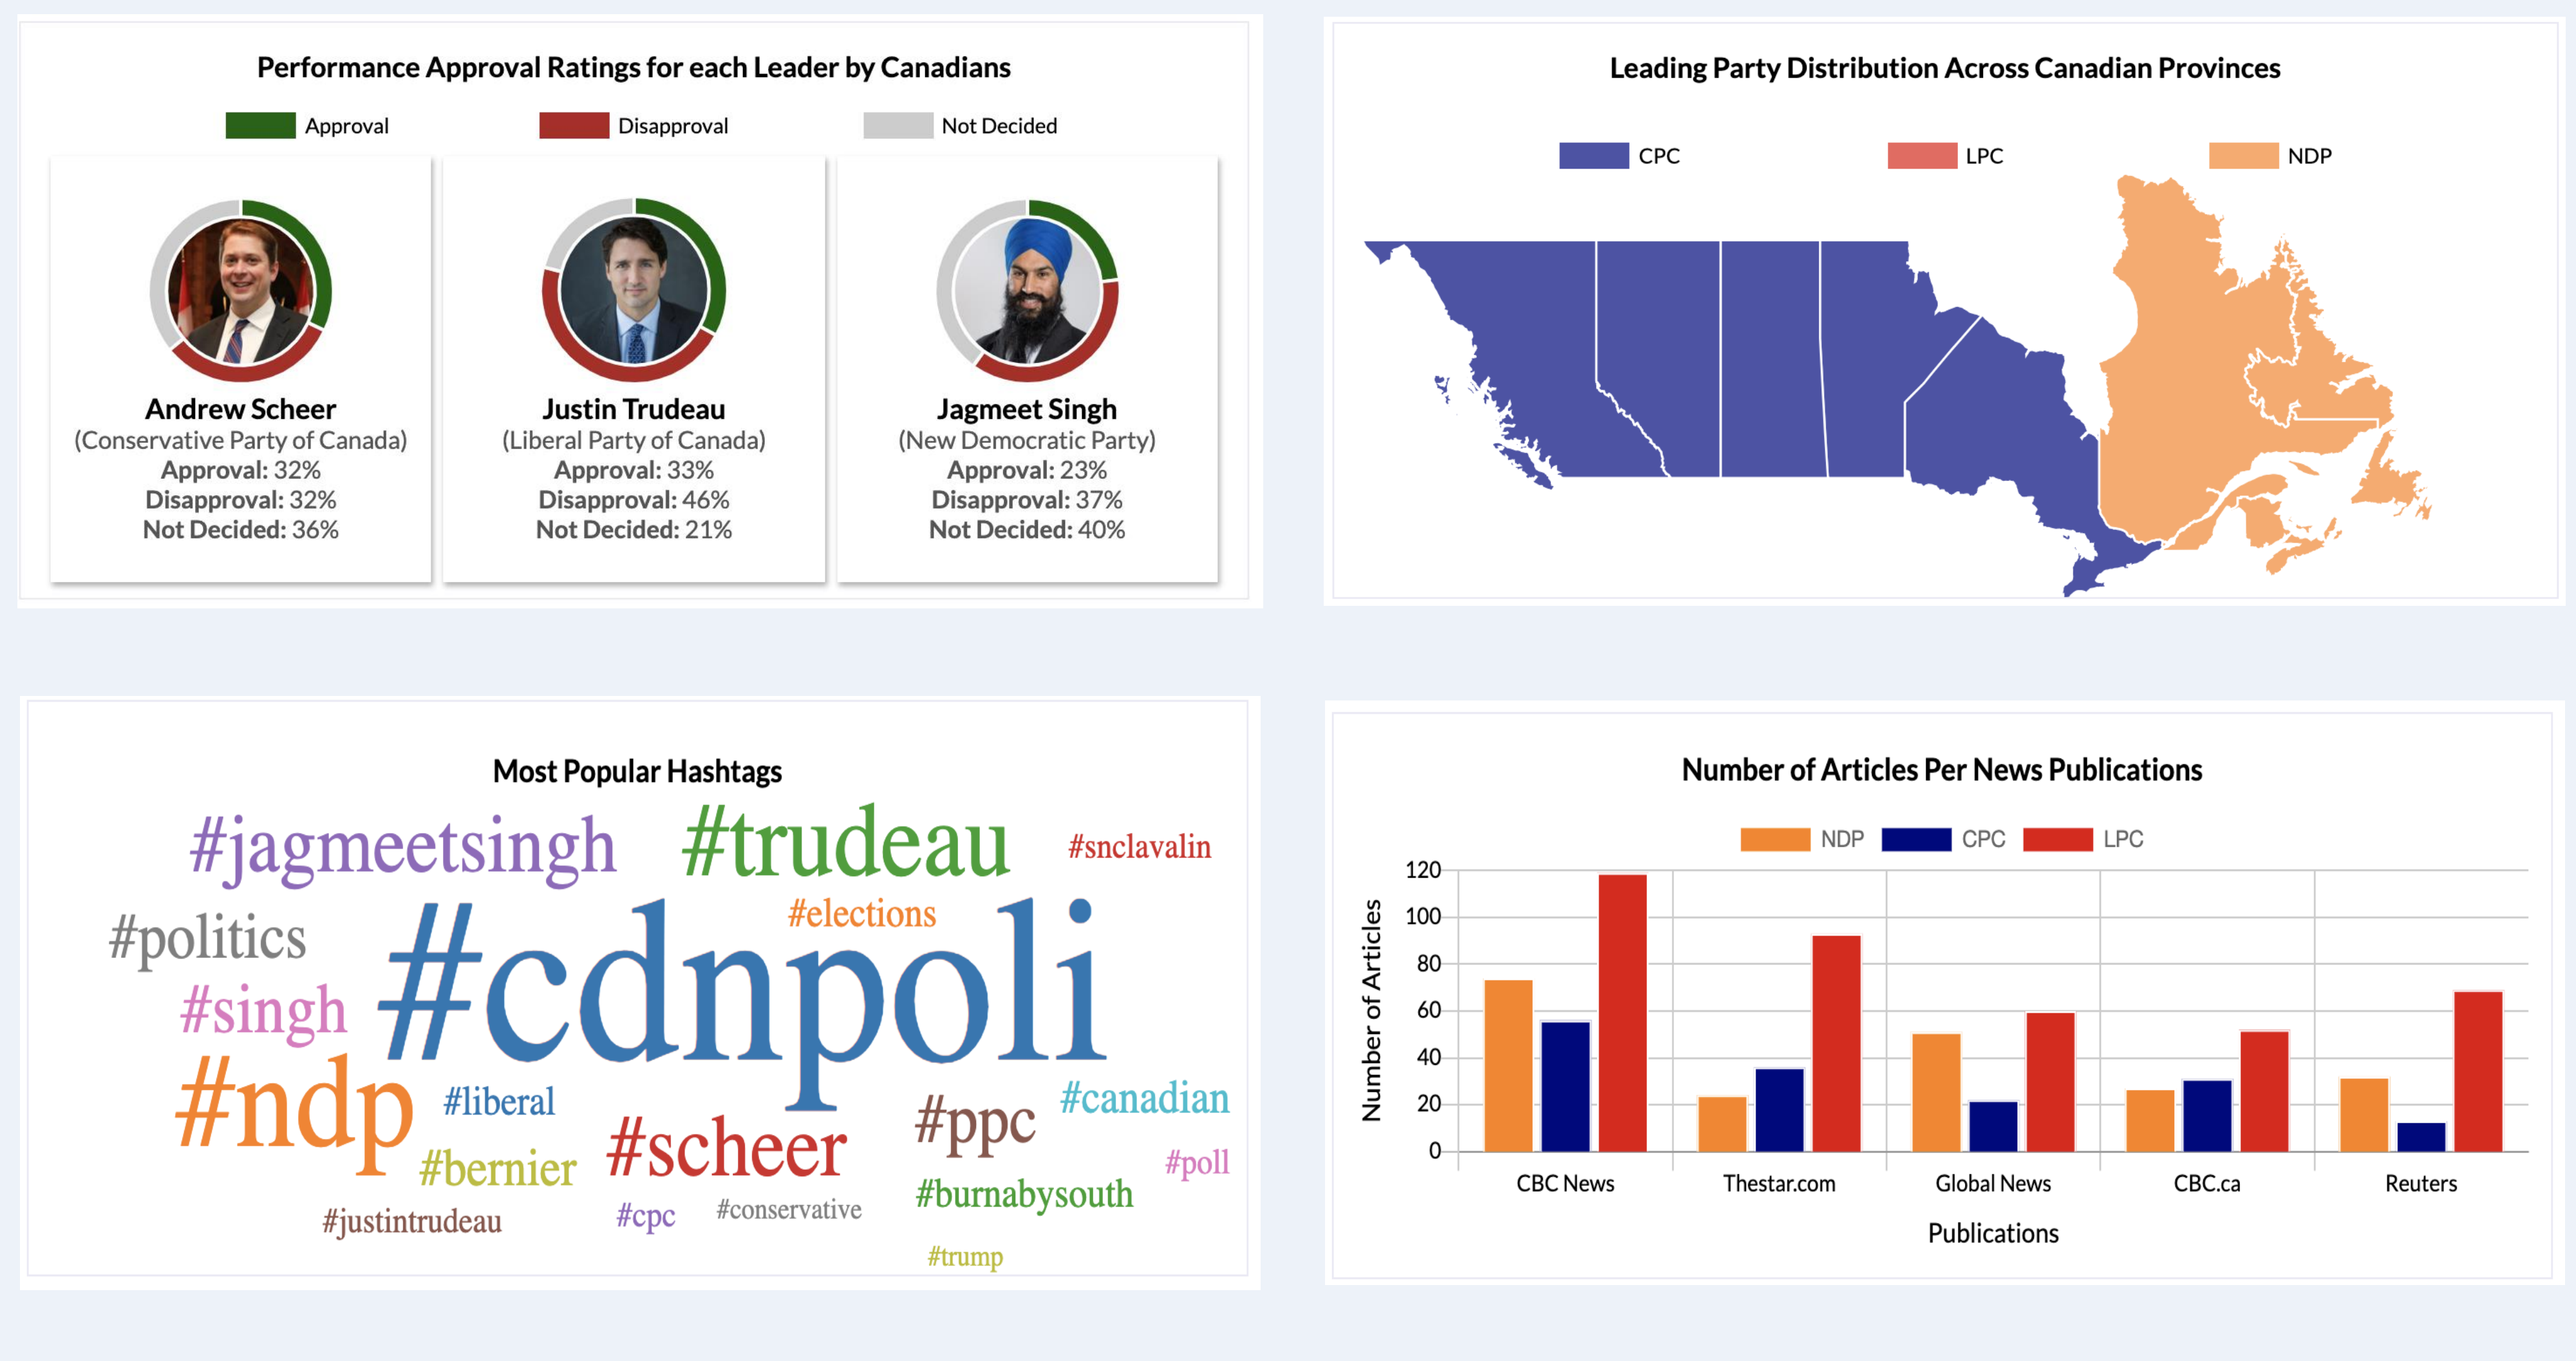 Performance Approval Ratings for each Leader by Canadians
Approval
Disapproval
Not Decided
Andrew Scheer
(Conservative Party of Canada)
Approval: 32%
Disapproval: 32%
Not Decided: 36%
Justin Trudeau
(Liberal Party of Canada)
Approval: 33%
Disapproval: 46%
Not Decided: 21%
Jagmeet Singh
(New Democratic Party)
Approval: 23%
Disapproval: 37%
Not Decided: 40%
Leading Party Distribution Across Canadian Provinces
CPC
LPC
NDP
Most Popular Hashtags
#jagmeetsingh
#trudeau
#snclavalin
#politics
#elections
#cdnpoli
#singh
#ndp
#liberal
#canadian
#ppc
#scheer
#bernier
#poll
#burnabysouth
#justintrudeau
#cpc
#conservative
#trump
Number of Articles Per News Publications
NDP
CPC
LPC
Number of Articles
120
100
80
60
40
20
0
CBC News
Thestar.com
Global News
CBC.ca
Reuters
Publications